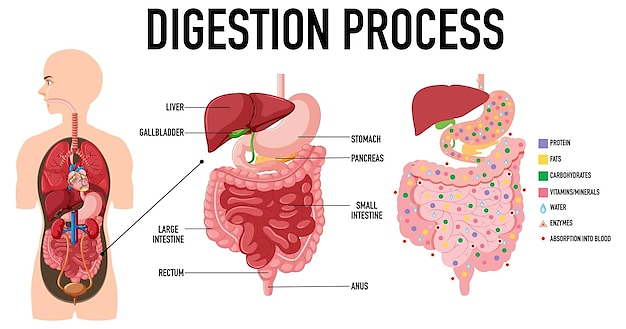 DIGESTION PROCESS
LIVER
GALLBLADDER
STOMACH
PANCREAS
LARGE
INTESTINE
SMALL
INTESTINE
RECTUM
ANUS
PROTEIN
FATS
CARBOHYDRATES
VITAMINS/MINERALS
WATER
ENZYMES
ABSORPTION INTO BLOOD